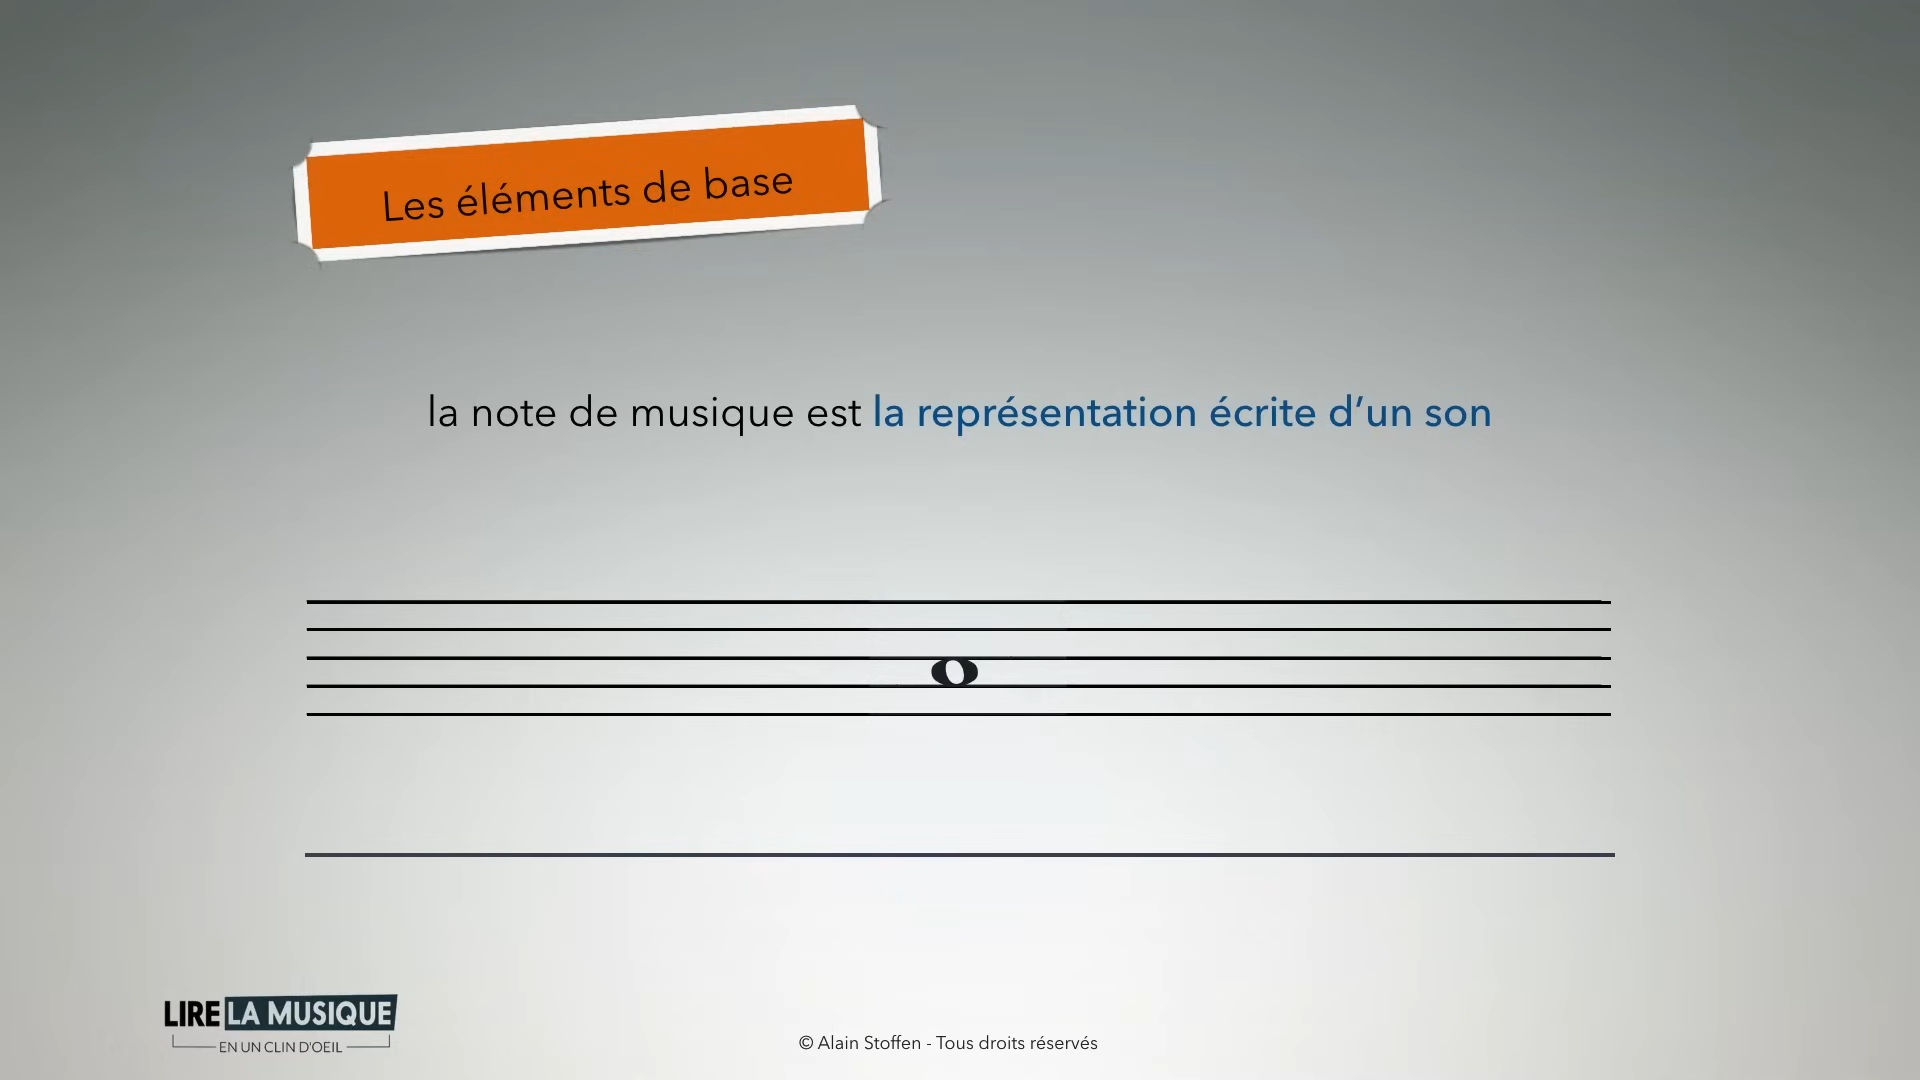 Les éléments de base
la note de musique est la représentation écrite d’un son
LIRE LA MUSIQUE
EN UN CLIN D'OEIL
© Alain Stoffen - Tous droits réservés